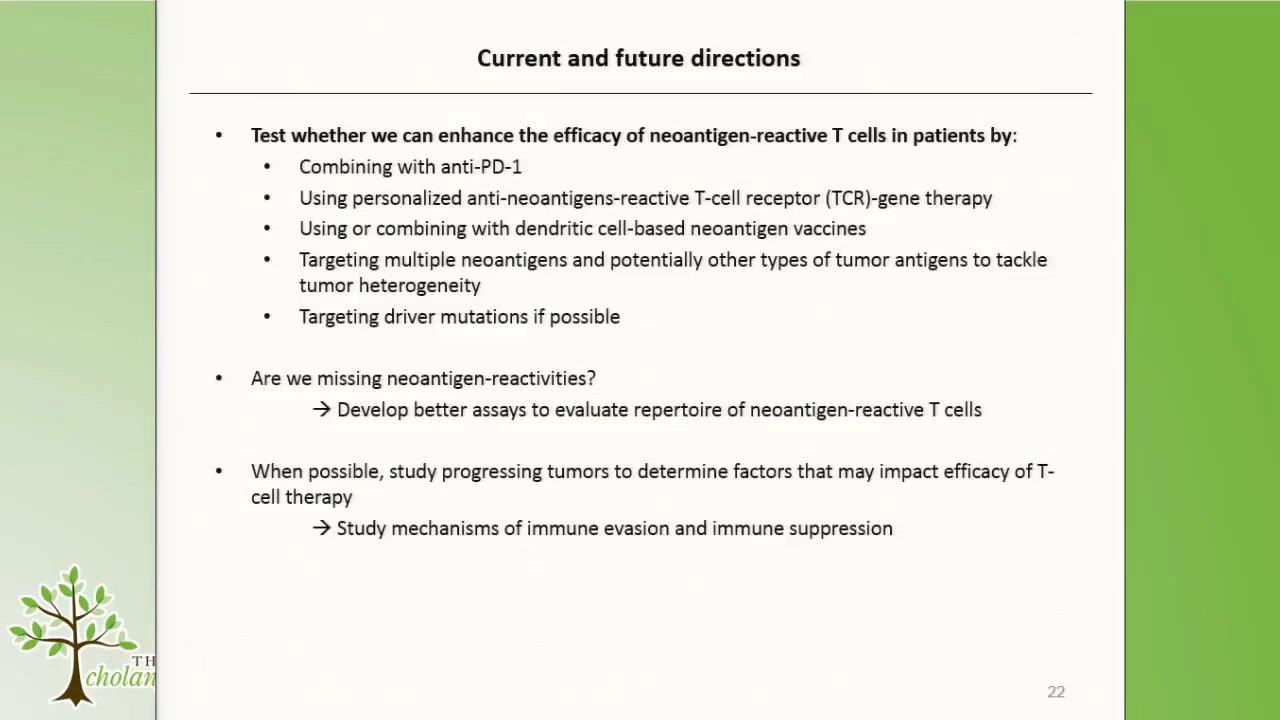 Current and future directions
• Test whether we can enhance the efficacy of neoantigen-reactive T cells in patients by:
• Combining with anti-PD-1
• Using personalized anti-neoantigens-reactive T-cell receptor (TCR)-gene therapy
• Using or combining with dendritic cell-based neoantigen vaccines
• Targeting multiple neoantigens and potentially other types of tumor antigens to tackle
tumor heterogeneity
• Targeting driver mutations if possible
• Are we missing neoantigen-reactivities?
→ Develop better assays to evaluate repertoire of neoantigen-reactive T cells
• When possible, study progressing tumors to determine factors that may impact efficacy of T-
cell therapy
→ Study mechanisms of immune evasion and immune suppression
TH
cholan
22